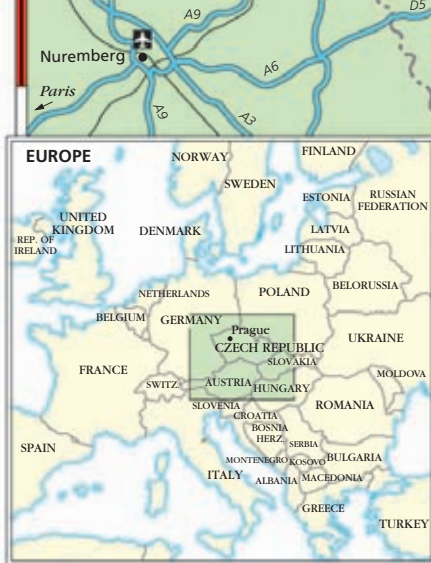 A9
D5
Nuremberg
A6
Paris
A9
A3
EUROPE
NORWAY
FINLAND
SWEDEN
ESTONIA
RUSSIAN
FEDERATION
UNITED
KINGDOM
DENMARK
LATVIA
LITHUANIA
REP. OF
IRELAND
NETHERLANDS
POLAND
BELORUSSIA
BELGIUM
GERMANY
Prague
CZECH REPUBLIC
UKRAINE
SLOVAKIA
FRANCE
MOLDOVA
SWITZ.
AUSTRIA
HUNGARY
SLOVENIA
ROMANIA
CROATIA
BOSNIA
HERZ.
SERBIA
SPAIN
MONTENEGRO
KOSOVO
BULGARIA
ITALY
ALBANIA
MACEDONIA
GREECE
TURKEY